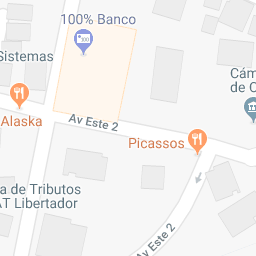 100% Banco
Sistemas
Cám
de C
Alaska
Av Este 2
Picassos
a de Tributos
AT Libertador
Av Este 2